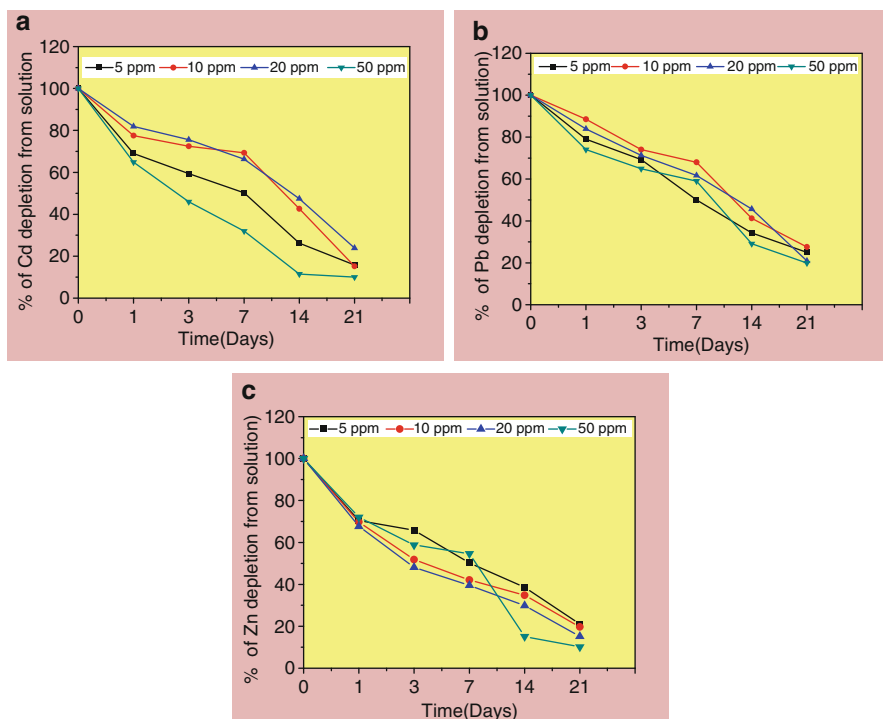 a
120
100
80
60
40
20
0
% of Cd depletion from solution
5 ppm 10 ppm 20 ppm 50 ppm
0 1 3 7 14 21
Time(Days)
b
120
100
80
60
40
20
0
% of Pb depletion from solution)
5 ppm 10 ppm 20 ppm 50 ppm
0 1 3 7 14 21
Time(Days)
c
120
100
80
60
40
20
0
% of Zn depletion from solution)
5 ppm 10 ppm 20 ppm 50 ppm
0 1 3 7 14 21
Time(Days)